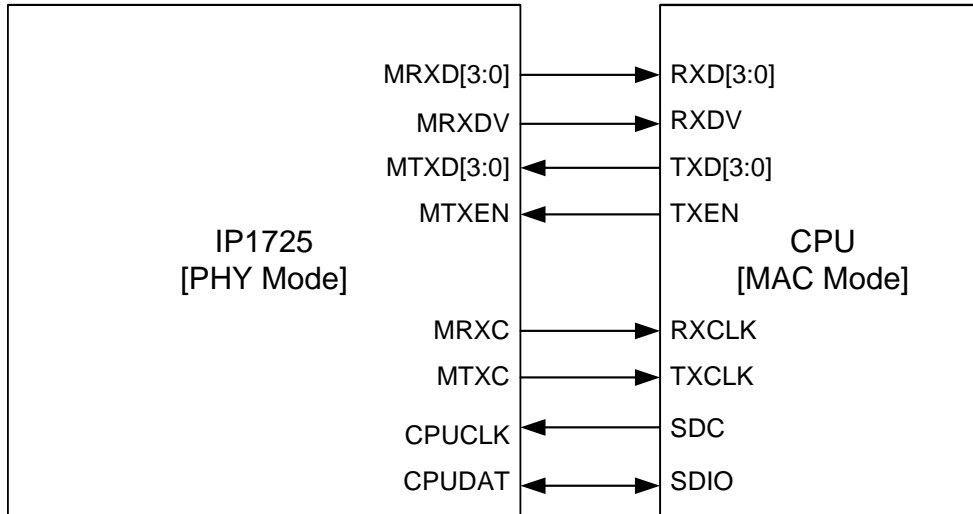 MRXD[3:0] RXD[3:0]
MRXDV RXDV
MTXD[3:0] TXD[3:0]
MTXEN TXEN
IP1725 CPU
[PHY Mode] [MAC Mode]
MRXC RXCLK
MTXC TXCLK
CPUCLK SDC
CPUDAT SDIO